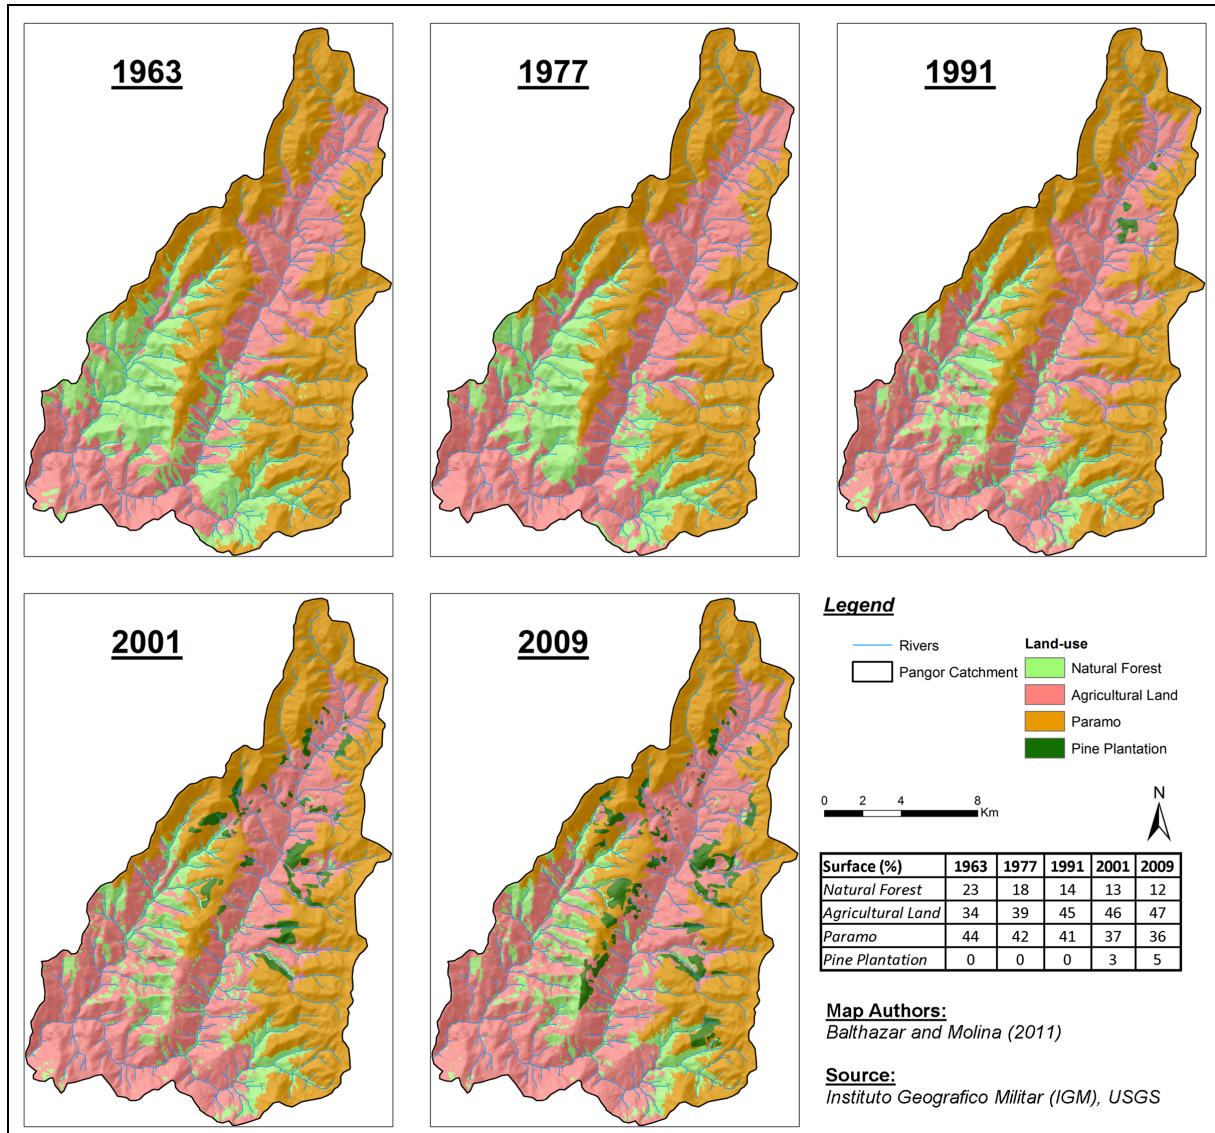 1963
1977
1991
2001
2009
Legend
Rivers
Pangor Catchment
Land-use
Natural Forest
Agricultural Land
Paramo
Pine Plantation
0 2 4 8
Km
N
Surface (%) 1963 1977 1991 2001 2009
Natural Forest 23 18 14 13 12
Agricultural Land 34 39 45 46 47
Paramo 44 42 41 37 36
Pine Plantation 0 0 0 3 5
Map Authors:
Balthazar and Molina (2011)
Source:
Instituto Geografico Militar (IGM), USGS